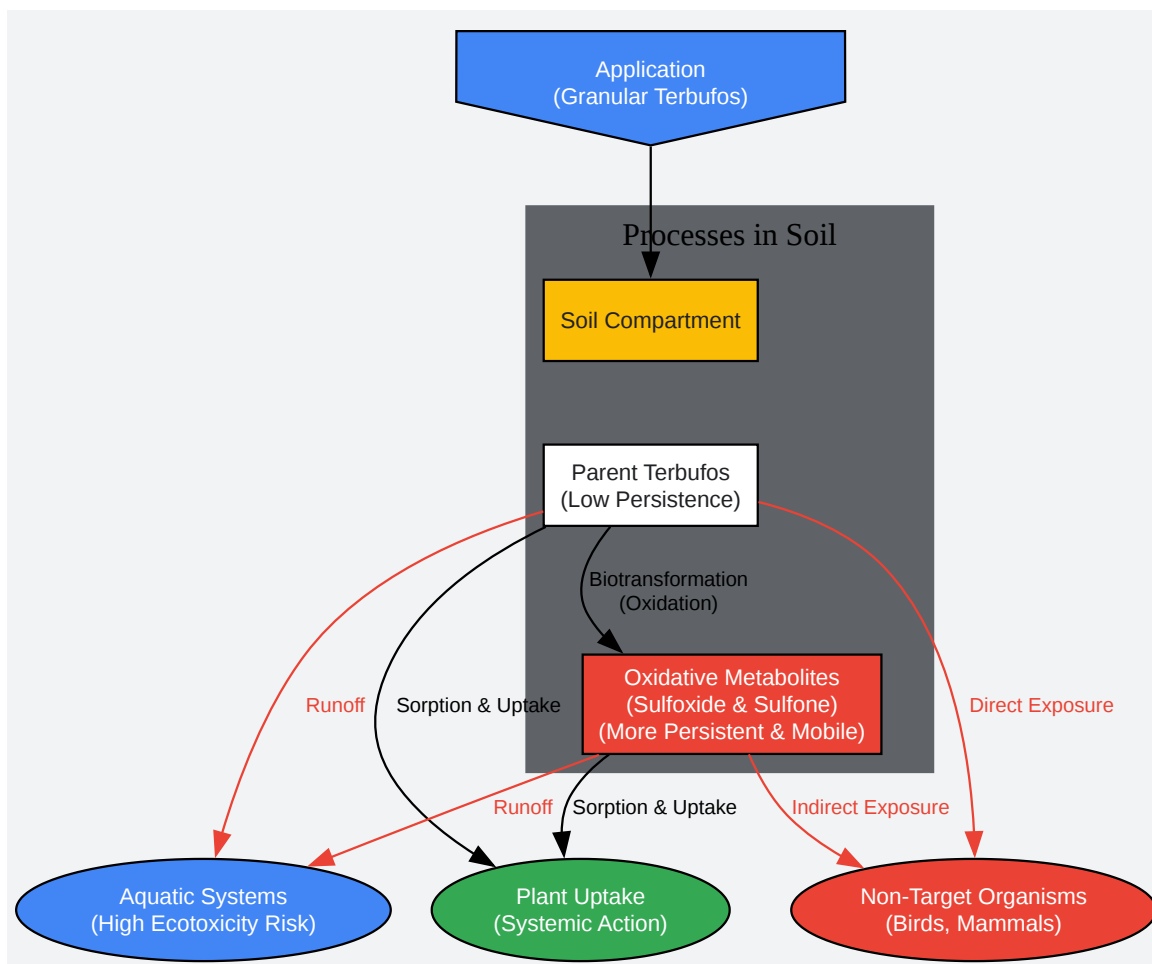 Application
(Granular Terbufos)
Processes in Soil
Soil Compartment
Parent Terbufos
(Low Persistence)
Biotransformation
(Oxidation)
Oxidative Metabolites
(Sulfoxide & Sulfone)
(More Persistent & Mobile)
Runoff
Sorption & Uptake
Direct Exposure
Runoff
Sorption & Uptake
Indirect Exposure
Aquatic Systems
(High Ecotoxicity Risk)
Plant Uptake
(Systemic Action)
Non-Target Organisms
(Birds, Mammals)